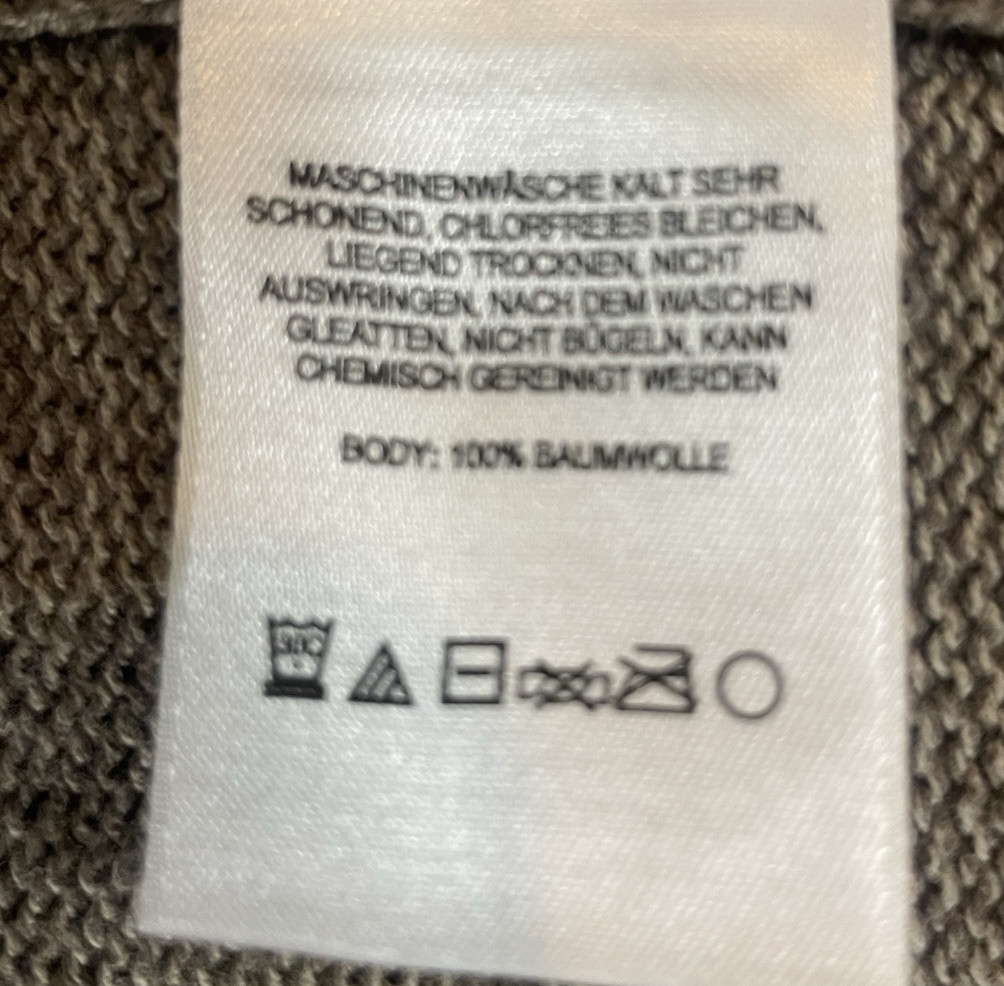 MASCHINENWÄSCHE KALT SEHR
SCHONEND, CHLORFREIES BLEICHEN,
LIEGEND TROCKNEN, NICHT
AUSWRINGEN, NACH DEM WASCHEN
GLEATTEN, NICHT BÜGELN, KANN
CHEMISCH GEREINIGT WERDEN
BODY: 100% BAUMWOLLE